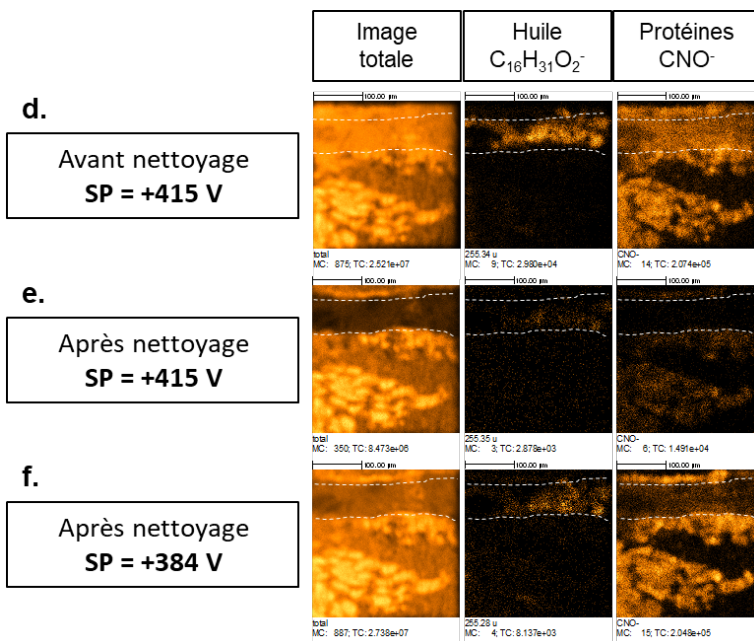 Image
totale
Huile
C₁₆H₃₁O₂⁻
Protéines
CNO⁻
d.
Avant nettoyage
SP = +415 V
100.00 µm
100.00 µm
100.00 µm
total
MC: 875; TC: 2.521e+07
255.34 u
MC: 9; TC: 2.980e+04
CNO-
MC: 14; TC: 2.074e+05
e.
Après nettoyage
SP = +415 V
100.00 µm
100.00 µm
100.00 µm
total
MC: 350; TC: 8.473e+06
255.35 u
MC: 3; TC: 2.878e+03
CNO-
MC: 6; TC: 1.491e+04
f.
Après nettoyage
SP = +384 V
100.00 µm
100.00 µm
100.00 µm
total
MC: 887; TC: 2.738e+07
255.28 u
MC: 4; TC: 8.137e+03
CNO-
MC: 15; TC: 2.048e+05